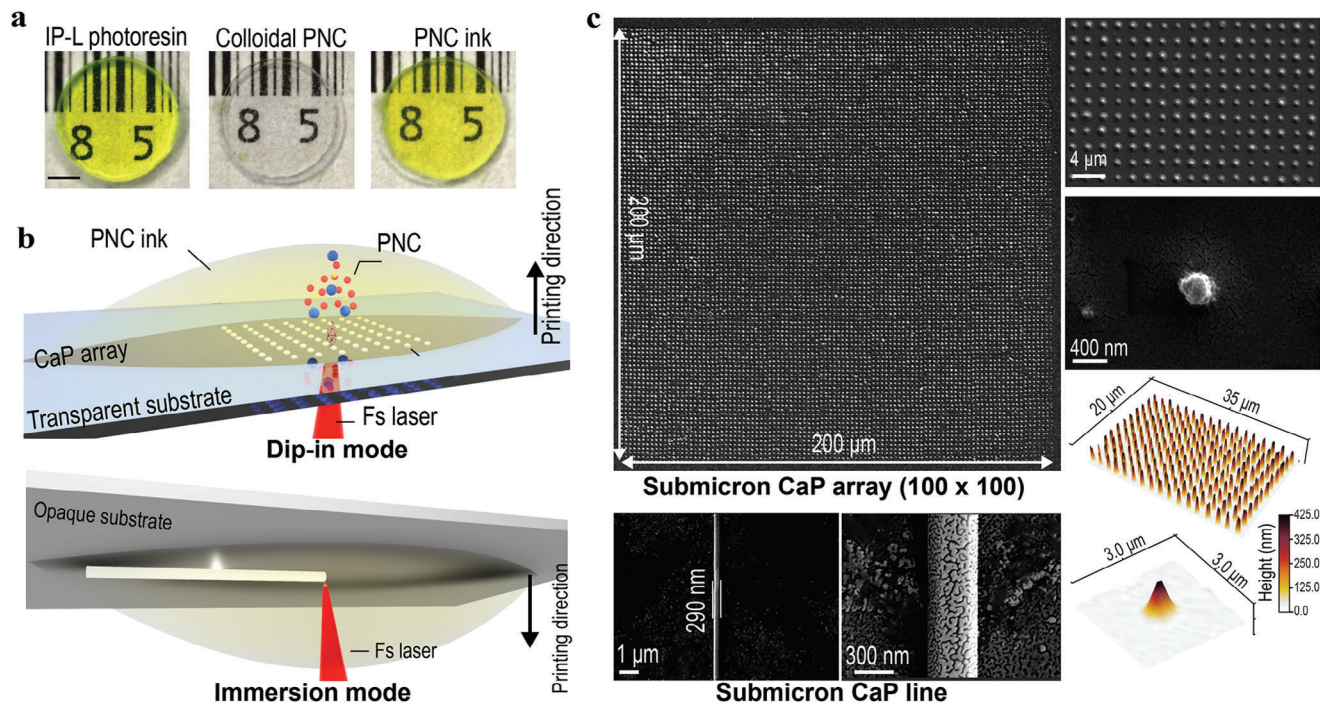 a
IP-L photoresin
Colloidal PNC
PNC ink
8 5
8 5
8 5
b
PNC ink
PNC
Printing direction
CaP array
Transparent substrate
Fs laser
Dip-in mode
Opaque substrate
Fs laser
Printing direction
Immersion mode
c
200 µm
200 µm
Submicron CaP array (100 x 100)
4 µm
400 nm
20 µm
35 µm
3.0 µm
3.0 µm
Height (nm)
425.0
325.0
225.0
125.0
0.0
290 nm
1 µm
300 nm
Submicron CaP line